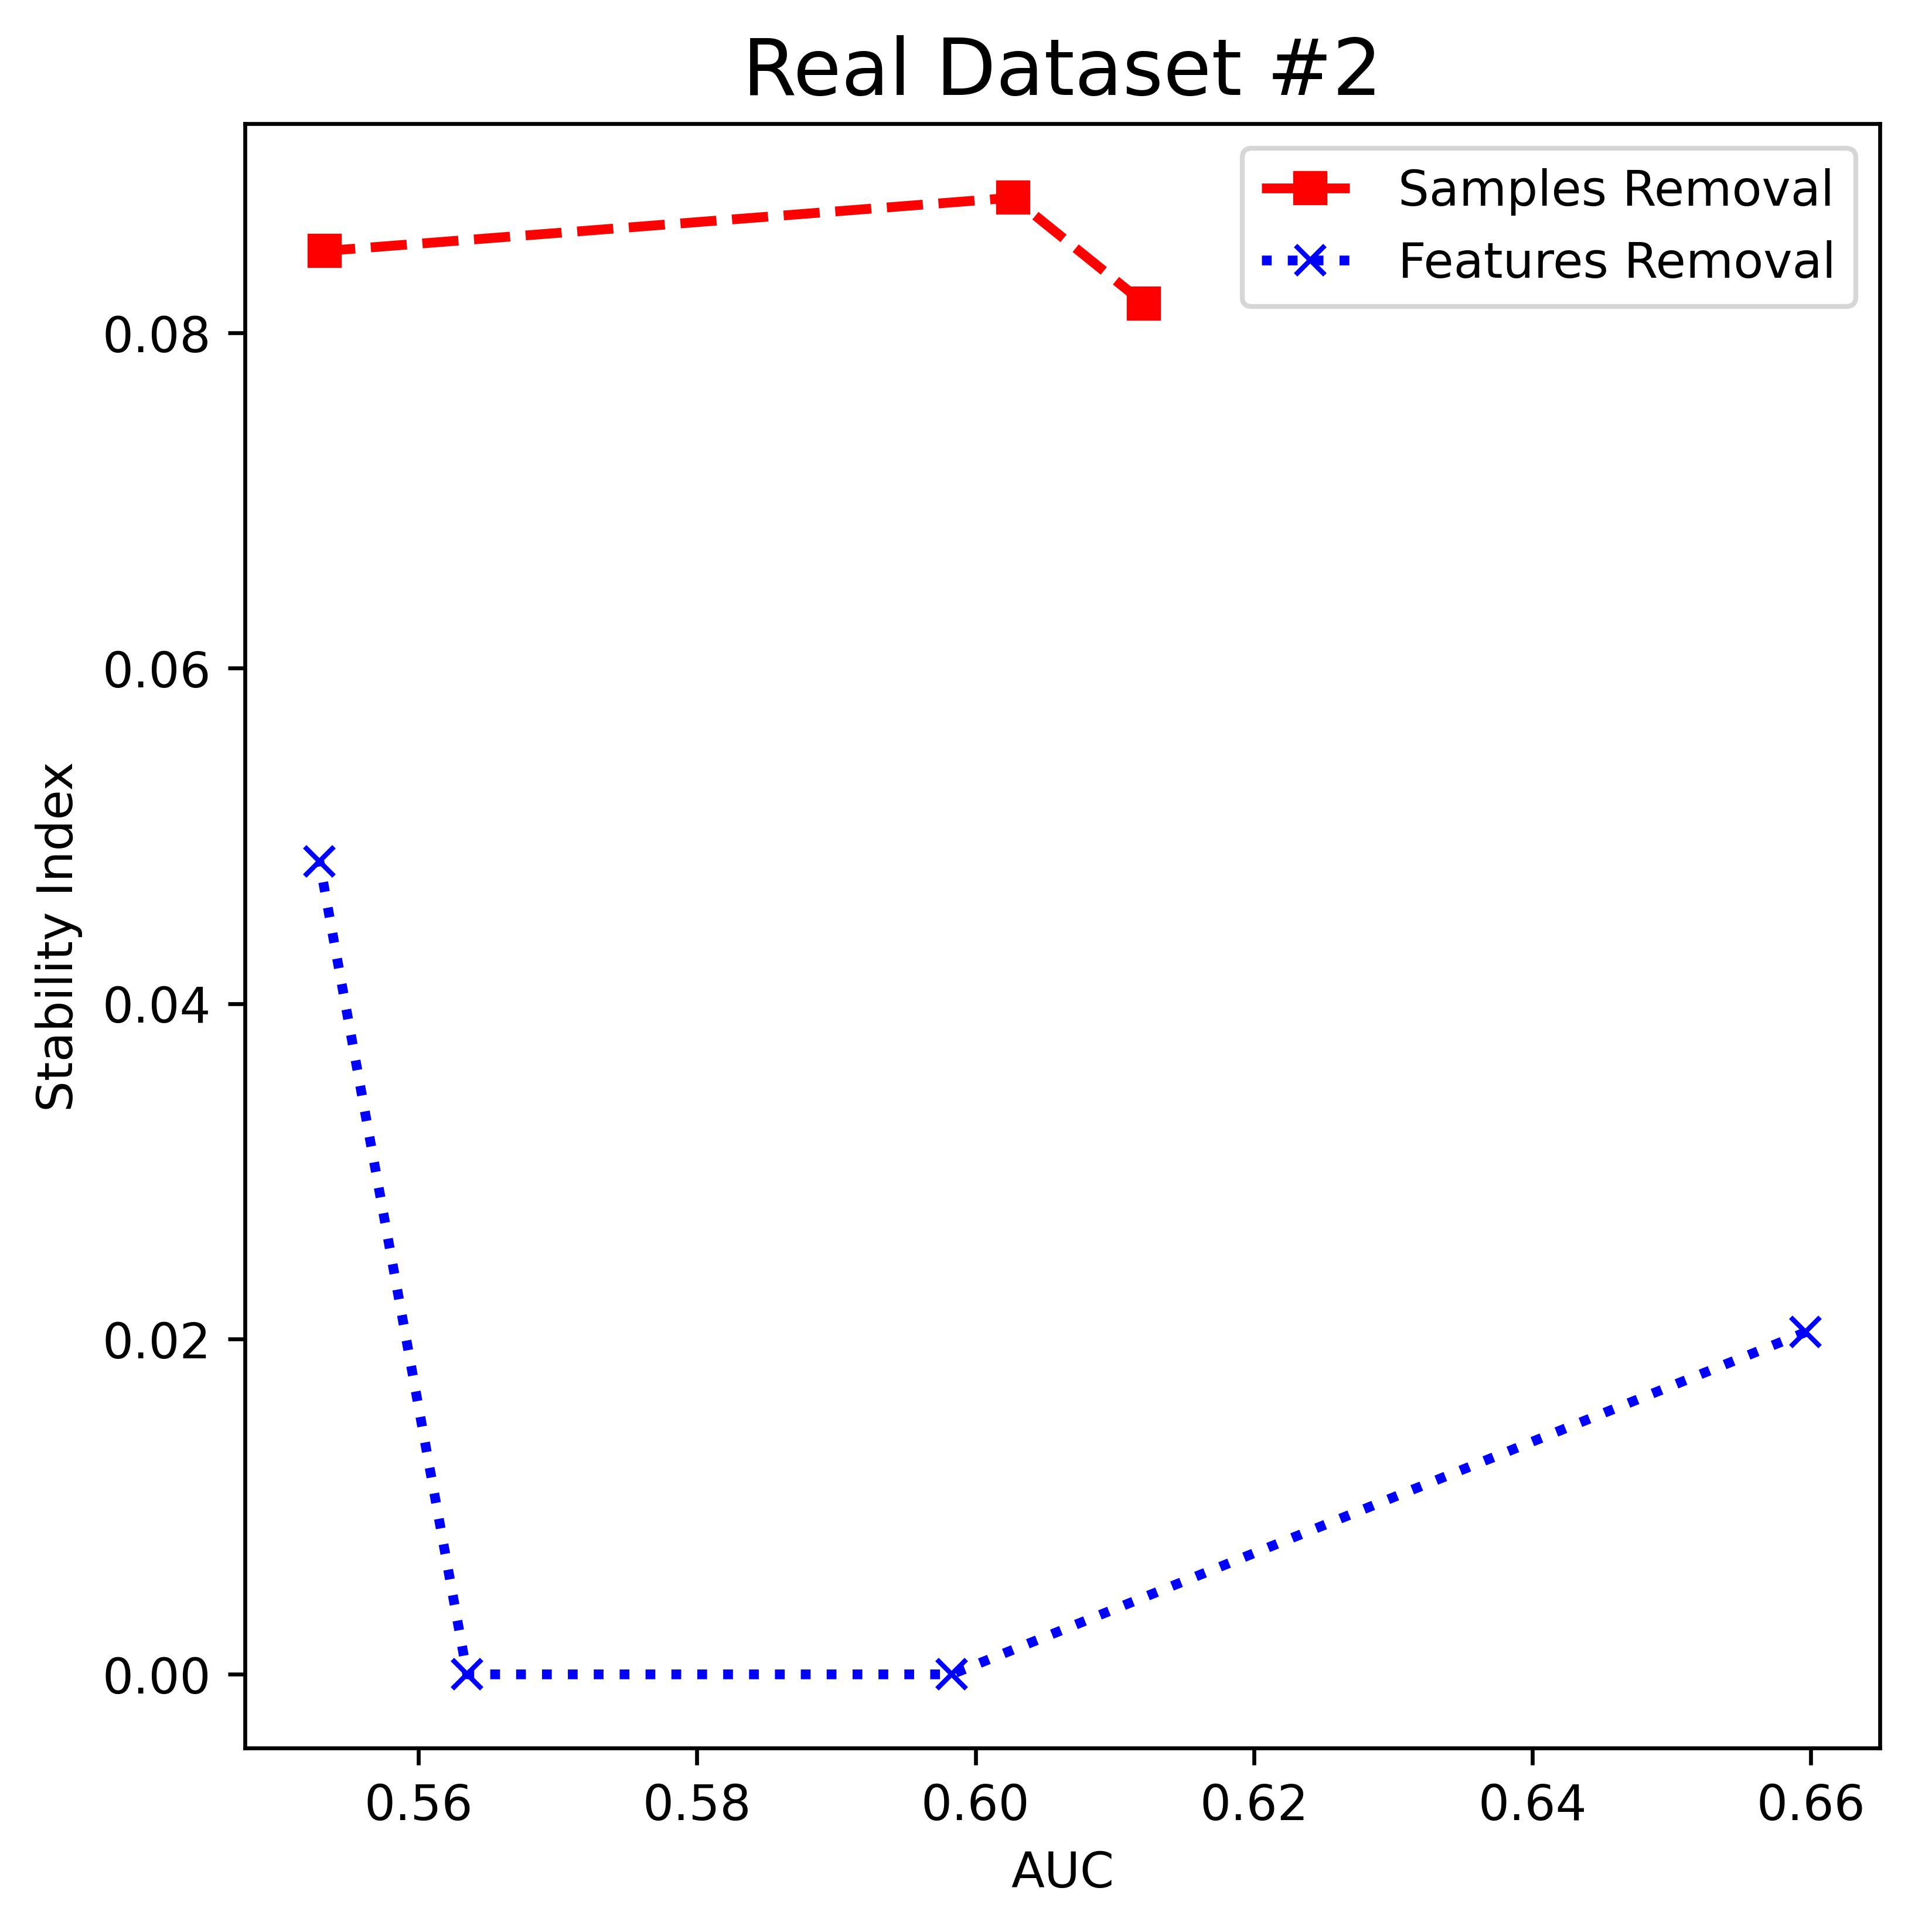 Real Dataset #2
Samples Removal
Features Removal
0.08
0.06
0.04
0.02
0.00
Stability Index
0.56 0.58 0.60 0.62 0.64 0.66
AUC